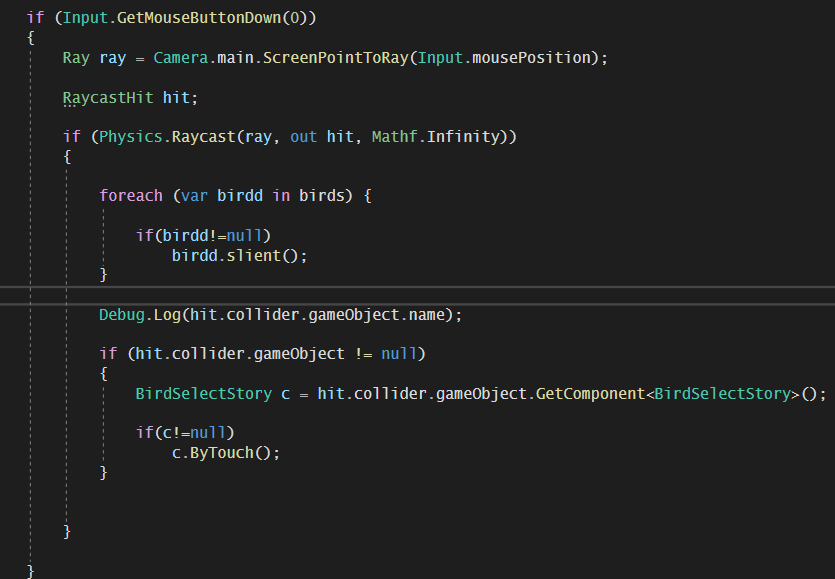 if (Input.GetMouseButtonDown(0))
{
Ray ray = Camera.main.ScreenPointToRay(Input.mousePosition);
RaycastHit hit;
if (Physics.Raycast(ray, out hit, Mathf.Infinity))
{
foreach (var birdd in birds) {
if(birdd!=null)
birdd.slient();
}
Debug.Log(hit.collider.gameObject.name);
if (hit.collider.gameObject != null)
{
BirdSelectStory c = hit.collider.gameObject.GetComponent<BirdSelectStory>();
if(c!=null)
c.ByTouch();
}
}
}